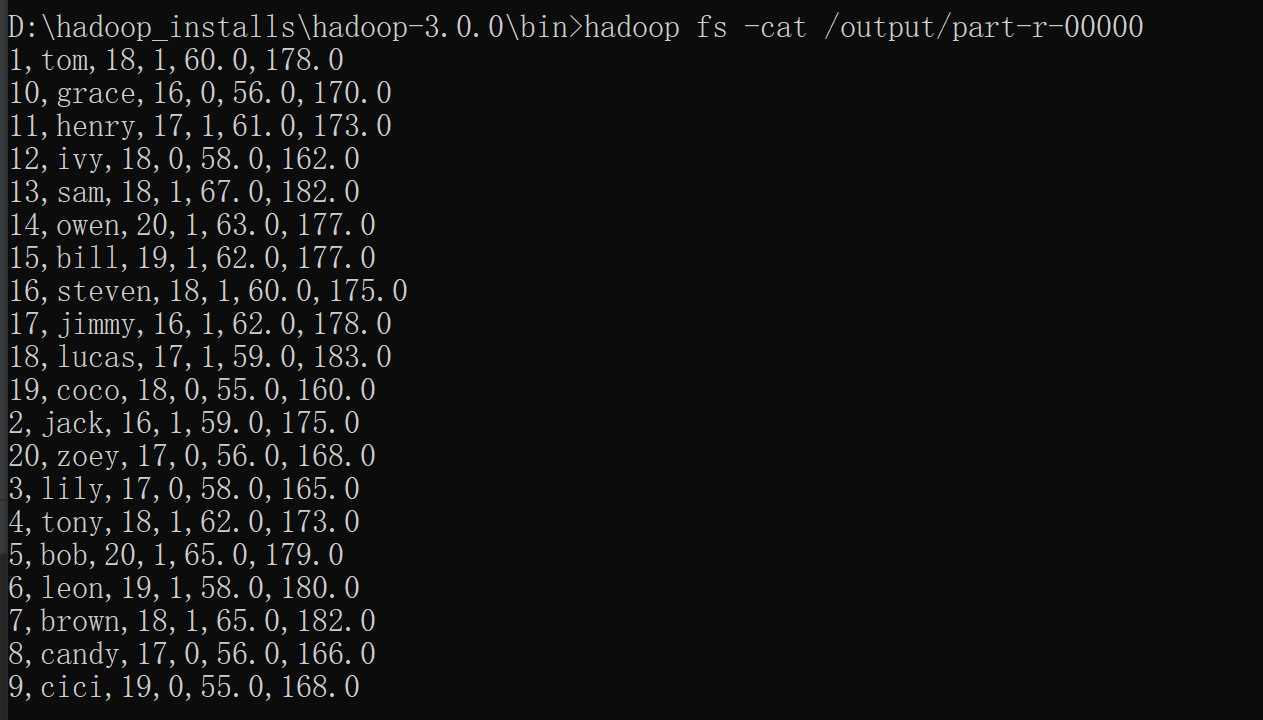 D:\hadoop_installs\hadoop-3.0.0\bin>hadoop fs -cat /output/part-r-00000
1,tom,18,1,60.0,178.0
10,grace,16,0,56.0,170.0
11,henry,17,1,61.0,173.0
12,ivy,18,0,58.0,162.0
13,sam,18,1,67.0,182.0
14,owen,20,1,63.0,177.0
15,bill,19,1,62.0,177.0
16,steven,18,1,60.0,175.0
17,jimmy,16,1,62.0,178.0
18,lucas,17,1,59.0,183.0
19,coco,18,0,55.0,160.0
2,jack,16,1,59.0,175.0
20,zoey,17,0,56.0,168.0
3,lily,17,0,58.0,165.0
4,tony,18,1,62.0,173.0
5,bob,20,1,65.0,179.0
6,leon,19,1,58.0,180.0
7,brown,18,1,65.0,182.0
8,candy,17,0,56.0,166.0
9,cici,19,0,55.0,168.0